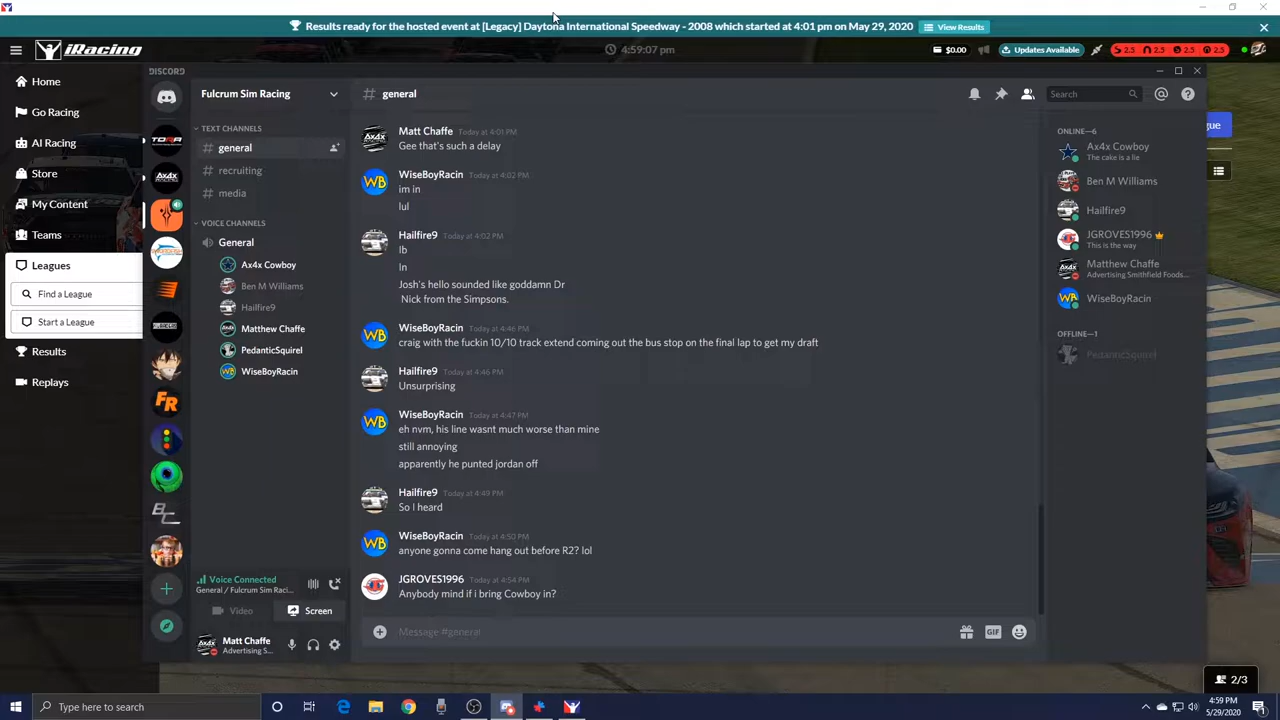 Results ready for the hosted event at [Legacy] Daytona International Speedway - 2008 which started at 4:01 pm on May 29, 2020
View Results
iRacing
4:59:07 pm
$0.00
Updates Available
2.5
2.5
2.5
2.5
Home
Go Racing
AI Racing
Store
My Content
Teams
Leagues
Find a League
Start a League
Results
Replays
DISCORD
Fulcrum Sim Racing
TEXT CHANNELS
# general
# recruiting
# media
VOICE CHANNELS
General
Ax4x Cowboy
Ben M Williams
Hailfire9
Matthew Chaffe
PedanticSquirel
WiseBoyRacin
Voice Connected
General / Fulcrum Sim Raci...
Video
Screen
Matt Chaffe
Advertising S...
# general
Search
Matt Chaffe Today at 4:01 PM
Gee that's such a delay
WiseBoyRacin Today at 4:02 PM
im in
lul
Hailfire9 Today at 4:02 PM
lb
in
Josh's hello sounded like goddamn Dr
Nick from the Simpsons.
WiseBoyRacin Today at 4:46 PM
craig with the fuckin 10/10 track extend coming out the bus stop on the final lap to get my draft
Hailfire9 Today at 4:46 PM
Unsurprising
WiseBoyRacin Today at 4:47 PM
eh nvm, his line wasnt much worse than mine
still annoying
apparently he punted jordan off
Hailfire9 Today at 4:49 PM
So I heard
WiseBoyRacin Today at 4:50 PM
anyone gonna come hang out before R2? lol
JGROVES1996 Today at 4:54 PM
Anybody mind if i bring Cowboy in?
Message #general
GIF
ONLINE—6
Ax4x Cowboy
The cake is a lie
Ben M Williams
Hailfire9
JGROVES1996
This is the way
Matthew Chaffe
Advertising Smithfield Foods...
WiseBoyRacin
OFFLINE—1
PedanticSquirel
gue
2/3
Type here to search
4:59 PM
5/29/2020